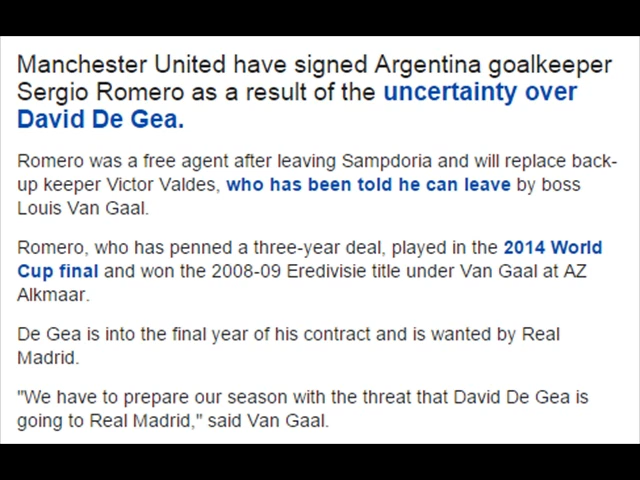 Manchester United have signed Argentina goalkeeper
Sergio Romero as a result of the uncertainty over
David De Gea.
Romero was a free agent after leaving Sampdoria and will replace back-
up keeper Victor Valdes, who has been told he can leave by boss
Louis Van Gaal.
Romero, who has penned a three-year deal, played in the 2014 World
Cup final and won the 2008-09 Eredivisie title under Van Gaal at AZ
Alkmaar.
De Gea is into the final year of his contract and is wanted by Real
Madrid.
"We have to prepare our season with the threat that David De Gea is
going to Real Madrid," said Van Gaal.